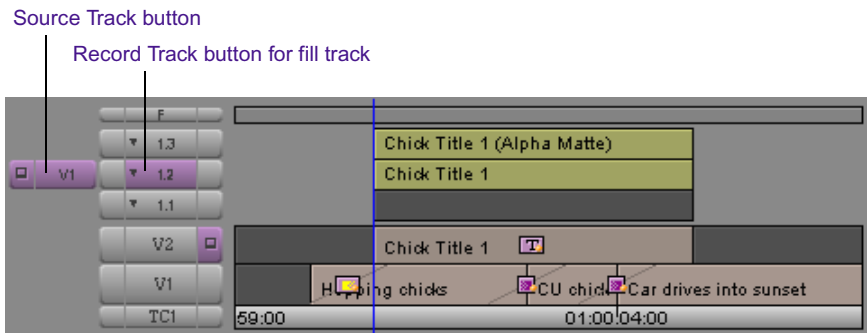 Source Track button
Record Track button for fill track
F
1.3 Chick Title 1 (Alpha Matte)
V1 1.2 Chick Title 1
1.1
V2 Chick Title 1 T
V1 chicks CU Car drives into sunset
TC1 59:00 01:00:04:00